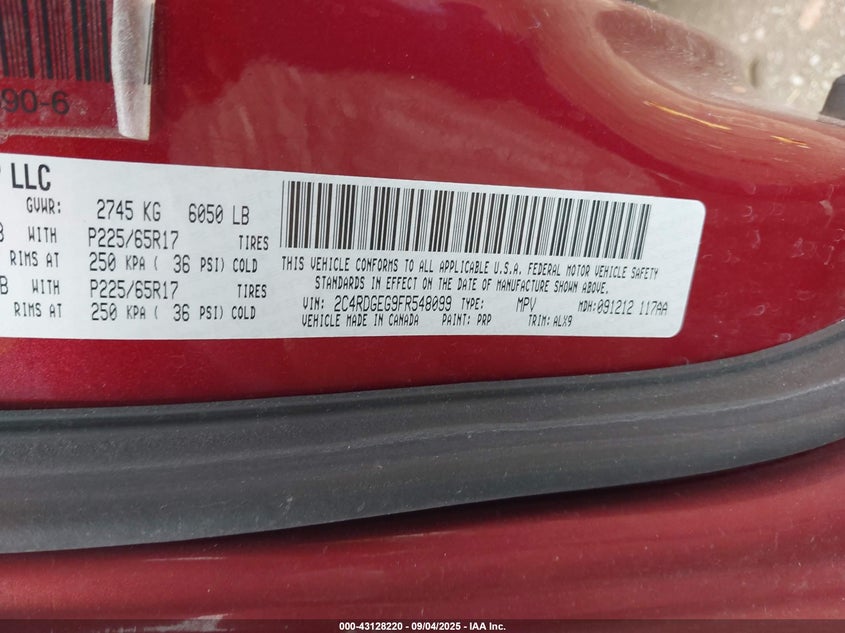 90-6
LLC
GVWR: 2745 KG 6050 LB
B WITH P225/65R17 TIRES
RIMS AT 250 KPA ( 36 PSI) COLD
B WITH P225/65R17 TIRES
RIMS AT 250 KPA ( 36 PSI) COLD
THIS VEHICLE CONFORMS TO ALL APPLICABLE U.S.A. FEDERAL MOTOR VEHICLE SAFETY
STANDARDS IN EFFECT ON THE DATE OF MANUFACTURE SHOWN ABOVE.
VIN: 2C4RDGEG9FR548099 TYPE: MPV MDH:091212 117AA
VEHICLE MADE IN CANADA PAINT: PRP TRIM: ALX9
000-43128220 - 09/04/2025 - IAA Inc.